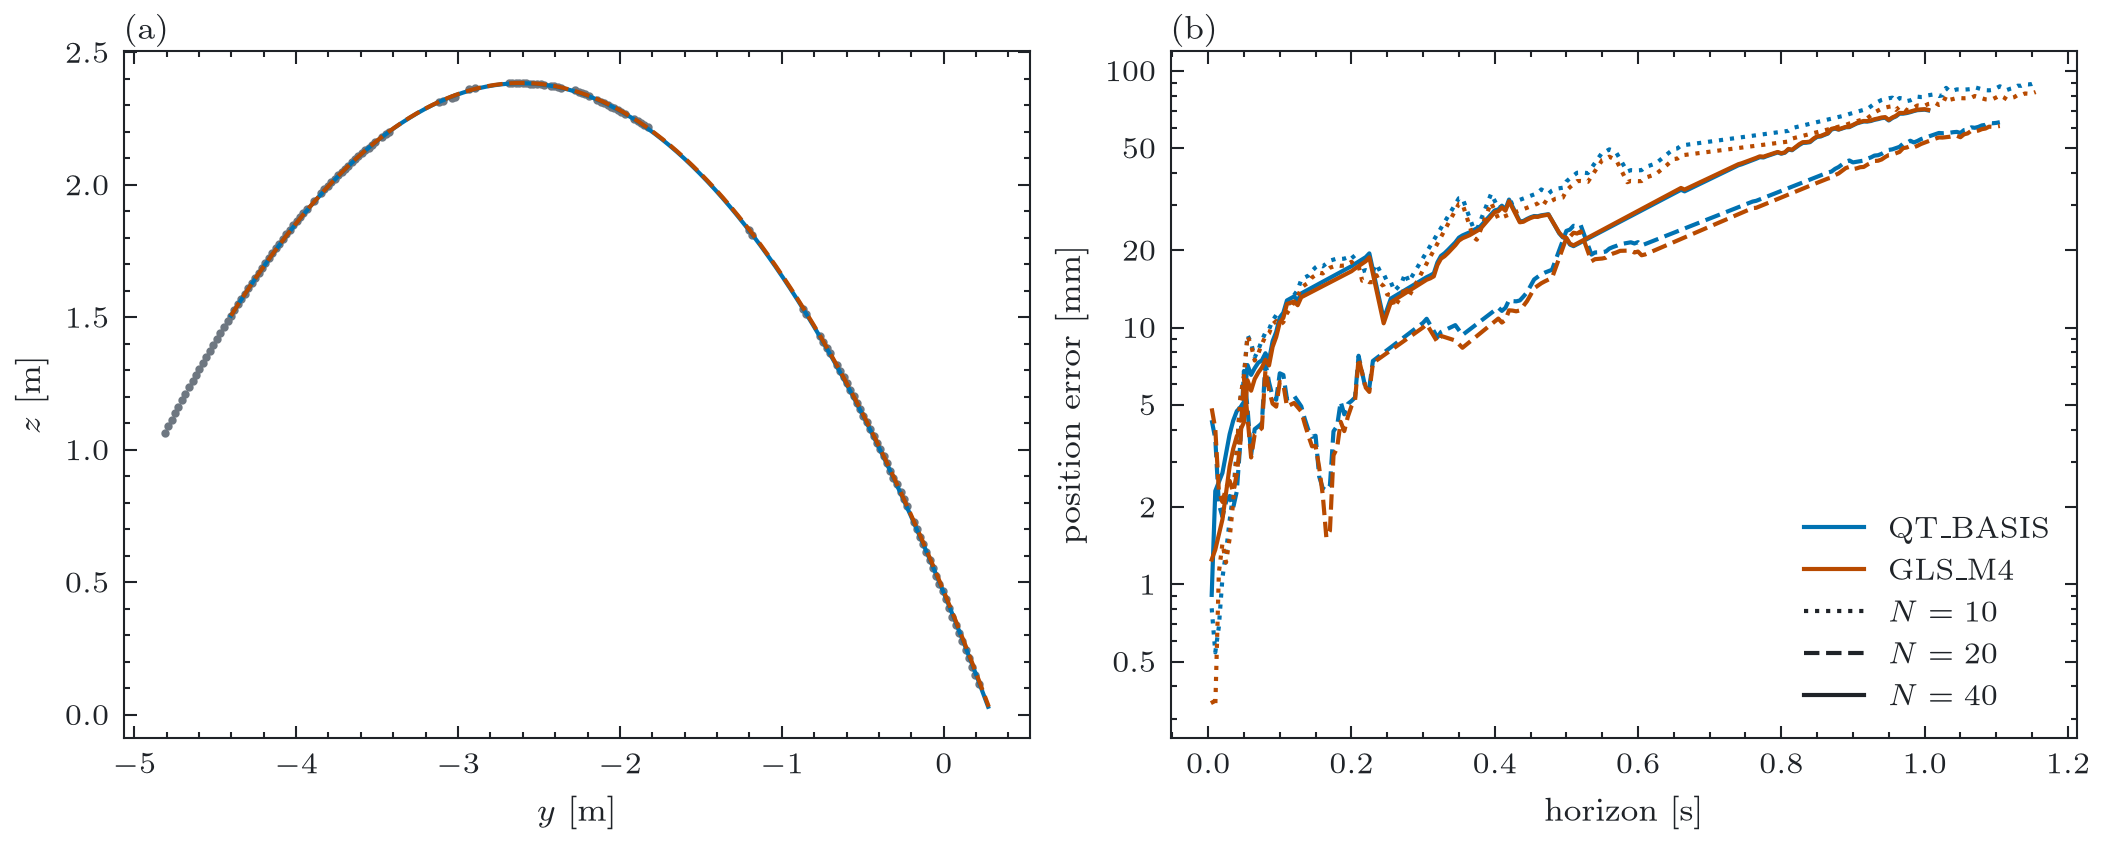 (a)
2.5
2.0
1.5
1.0
0.5
0.0
z [m]
−5
−4
−3
−2
−1
0
y [m]
(b)
100
50
20
10
5
2
1
0.5
position error [mm]
0.0
0.2
0.4
0.6
0.8
1.0
1.2
horizon [s]
QT_BASIS
GLS_M4
N = 10
N = 20
N = 40